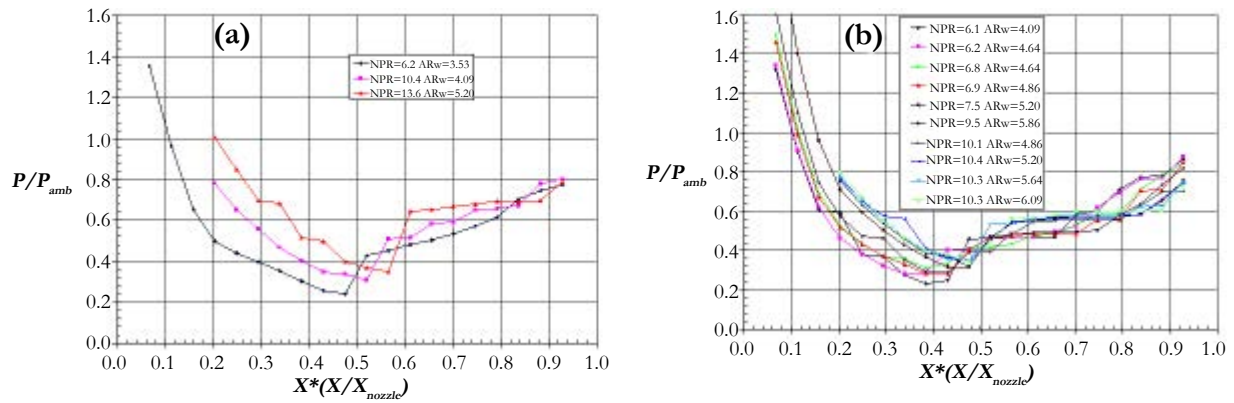 (a)
1.6
1.4
1.2
1.0
0.8
0.6
0.4
0.2
0.0
P/Pamb
NPR=6.2 ARw=3.53
NPR=10.4 ARw=4.09
NPR=13.6 ARw=5.20
0.0 0.1 0.2 0.3 0.4 0.5 0.6 0.7 0.8 0.9 1.0
X*(X/Xnozzle)
(b)
1.6
1.4
1.2
1.0
0.8
0.6
0.4
0.2
0.0
P/Pamb
NPR=6.1 ARw=4.09
NPR=6.2 ARw=4.64
NPR=6.8 ARw=4.64
NPR=6.9 ARw=4.86
NPR=7.5 ARw=5.20
NPR=9.5 ARw=5.86
NPR=10.1 ARw=4.86
NPR=10.4 ARw=5.20
NPR=10.3 ARw=5.64
NPR=10.3 ARw=6.09
0.0 0.1 0.2 0.3 0.4 0.5 0.6 0.7 0.8 0.9 1.0
X*(X/Xnozzle)